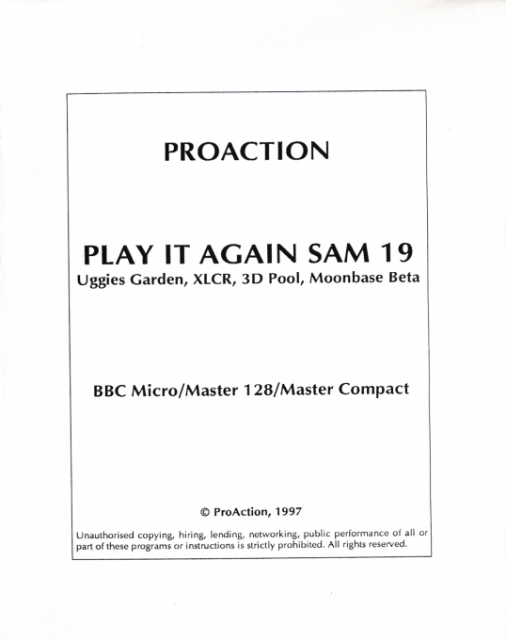 PROACTION
PLAY IT AGAIN SAM 19
Uggies Garden, XLCR, 3D Pool, Moonbase Beta
BBC Micro/Master 128/Master Compact
© ProAction, 1997
Unauthorised copying, hiring, lending, networking, public performance of all or
part of these programs or instructions is strictly prohibited. All rights reserved.